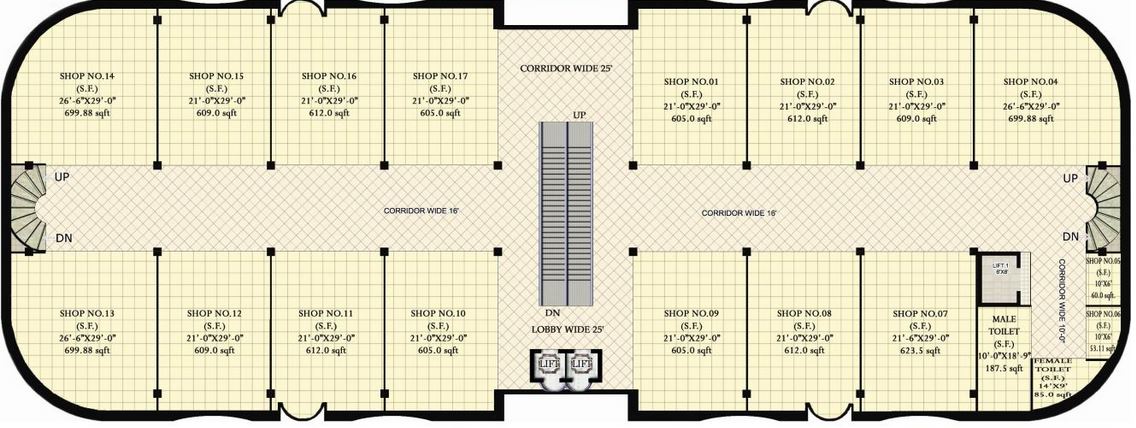 SHOP NO.14
(S.F.)
26'-6"X29'-0"
699.88 sqft
SHOP NO.15
(S.F.)
21'-0"X29'-0"
609.0 sqft
SHOP NO.16
(S.F.)
21'-0"X29'-0"
612.0 sqft
SHOP NO.17
(S.F.)
21'-0"X29'-0"
605.0 sqft
CORRIDOR WIDE 25'
SHOP NO.01
(S.F.)
21'-0"X29'-0"
605.0 sqft
SHOP NO.02
(S.F.)
21'-0"X29'-0"
612.0 sqft
SHOP NO.03
(S.F.)
21'-0"X29'-0"
609.0 sqft
SHOP NO.04
(S.F.)
26'-6"X29'-0"
699.88 sqft
UP
UP
DN
CORRIDOR WIDE 16'
CORRIDOR WIDE 16'
UP
DN
SHOP NO.13
(S.F.)
26'-6"X29'-0"
699.88 sqft
SHOP NO.12
(S.F.)
21'-0"X29'-0"
609.0 sqft
SHOP NO.11
(S.F.)
21'-0"X29'-0"
612.0 sqft
SHOP NO.10
(S.F.)
21'-0"X29'-0"
605.0 sqft
DN
LOBBY WIDE 25'
LIFT
LIFT
SHOP NO.09
(S.F.)
21'-0"X29'-0"
605.0 sqft
SHOP NO.08
(S.F.)
21'-0"X29'-0"
612.0 sqft
SHOP NO.07
(S.F.)
21'-6"X29'-0"
623.5 sqft
LIFT 1
6'X8'
CORRIDOR WIDE 10'-0"
SHOP NO.05
(S.F.)
10'X6'
60.0 sqft.
SHOP NO.06
(S.F.)
10'X6'
53.11 sqft
MALE
TOILET
(S.F.)
10'-0"X18'-9"
187.5 sqft
FEMALE
TOILET
(S.F.)
14'X9'
85.0 sqft